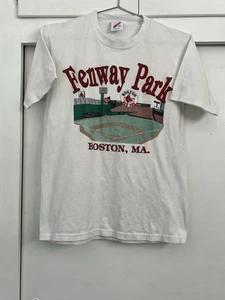 Fenway Park
BOSTON, MA.